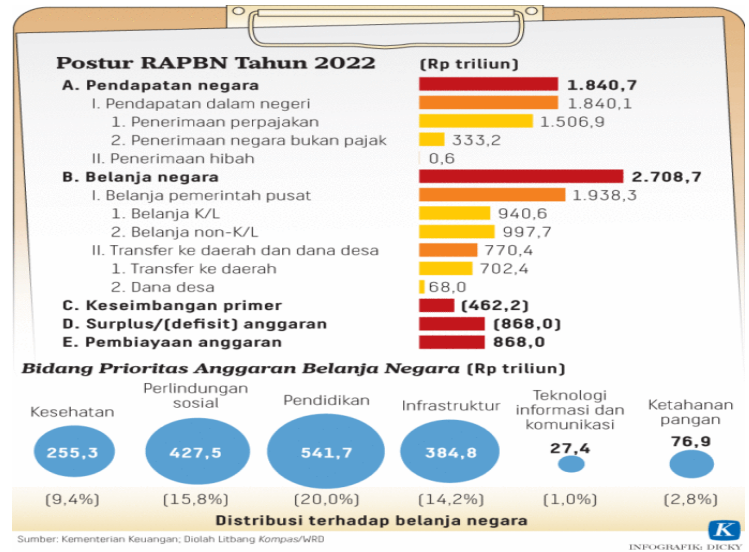 Postur RAPBN Tahun 2022 (Rp triliun)
A. Pendapatan negara 1.840,7
I. Pendapatan dalam negeri 1.840,1
1. Penerimaan perpajakan 1.506,9
2. Penerimaan negara bukan pajak 333,2
II. Penerimaan hibah 0,6
B. Belanja negara 2.708,7
I. Belanja pemerintah pusat 1.938,3
1. Belanja K/L 940,6
2. Belanja non-K/L 997,7
II. Transfer ke daerah dan dana desa 770,4
1. Transfer ke daerah 702,4
2. Dana desa 68,0
C. Keseimbangan primer (462,2)
D. Surplus/(defisit) anggaran (868,0)
E. Pembiayaan anggaran 868,0
Bidang Prioritas Anggaran Belanja Negara (Rp triliun)
Kesehatan
255,3
(9,4%)
Perlindungan
sosial
427,5
(15,8%)
Pendidikan
541,7
(20,0%)
Infrastruktur
384,8
(14,2%)
Teknologi
informasi dan
komunikasi
27,4
(1,0%)
Ketahanan
pangan
76,9
(2,8%)
Distribusi terhadap belanja negara
Sumber: Kementerian Keuangan; Diolah Litbang Kompas/WRD
K
INFOGRAFIK: DICKY